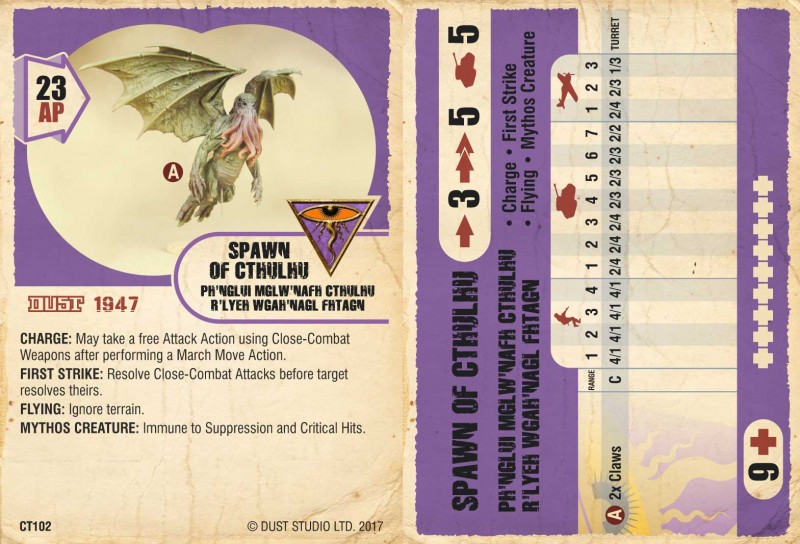 23
AP
A
SPAWN
OF CTHULHU
PH'NGLUI MGLW'NAFH CTHULHU
R'LYEH WGAH'NAGL FHTAGN
DUST 1947
CHARGE: May take a free Attack Action using Close-Combat
Weapons after performing a March Move Action.
FIRST STRIKE: Resolve Close-Combat Attacks before target
resolves theirs.
FLYING: Ignore terrain.
MYTHOS CREATURE: Immune to Suppression and Critical Hits.
CT102
© DUST STUDIO LTD. 2017
SPAWN OF CTHULHU
PH'NGLUI MGLW'NAFH CTHULHU
R'LYEH WGAH'NAGL FHTAGN
3 5 5
• Charge • First Strike
• Flying • Mythos Creature
RANGE 1 2 3 4 1 2 3 4 5 6 7 1 2 3 TURRET
A 2x Claws C 4/1 4/1 4/1 4/1 2/4 2/4 2/4 2/3 2/3 2/3 2/2 2/4 2/3 1/3
9